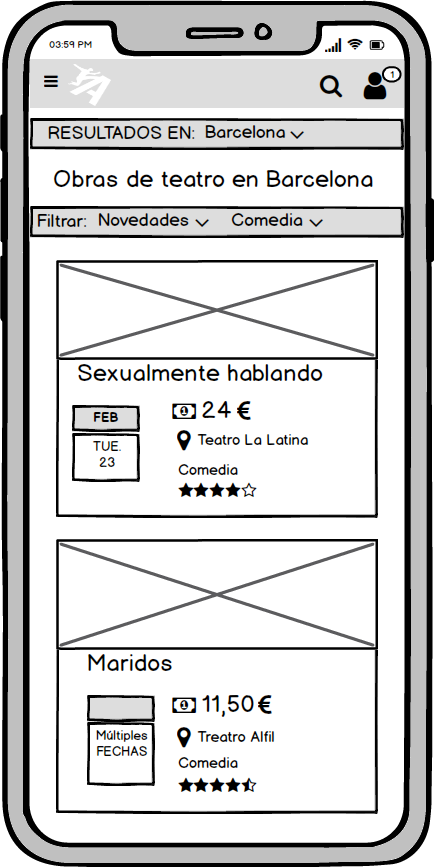 03:59 PM
1
RESULTADOS EN: Barcelona
Obras de teatro en Barcelona
Filtrar: Novedades Comedia
Sexualmente hablando
FEB
TUE.
23
24 €
Teatro La Latina
Comedia
Maridos
Múltiples
FECHAS
11,50 €
Treatro Alfil
Comedia